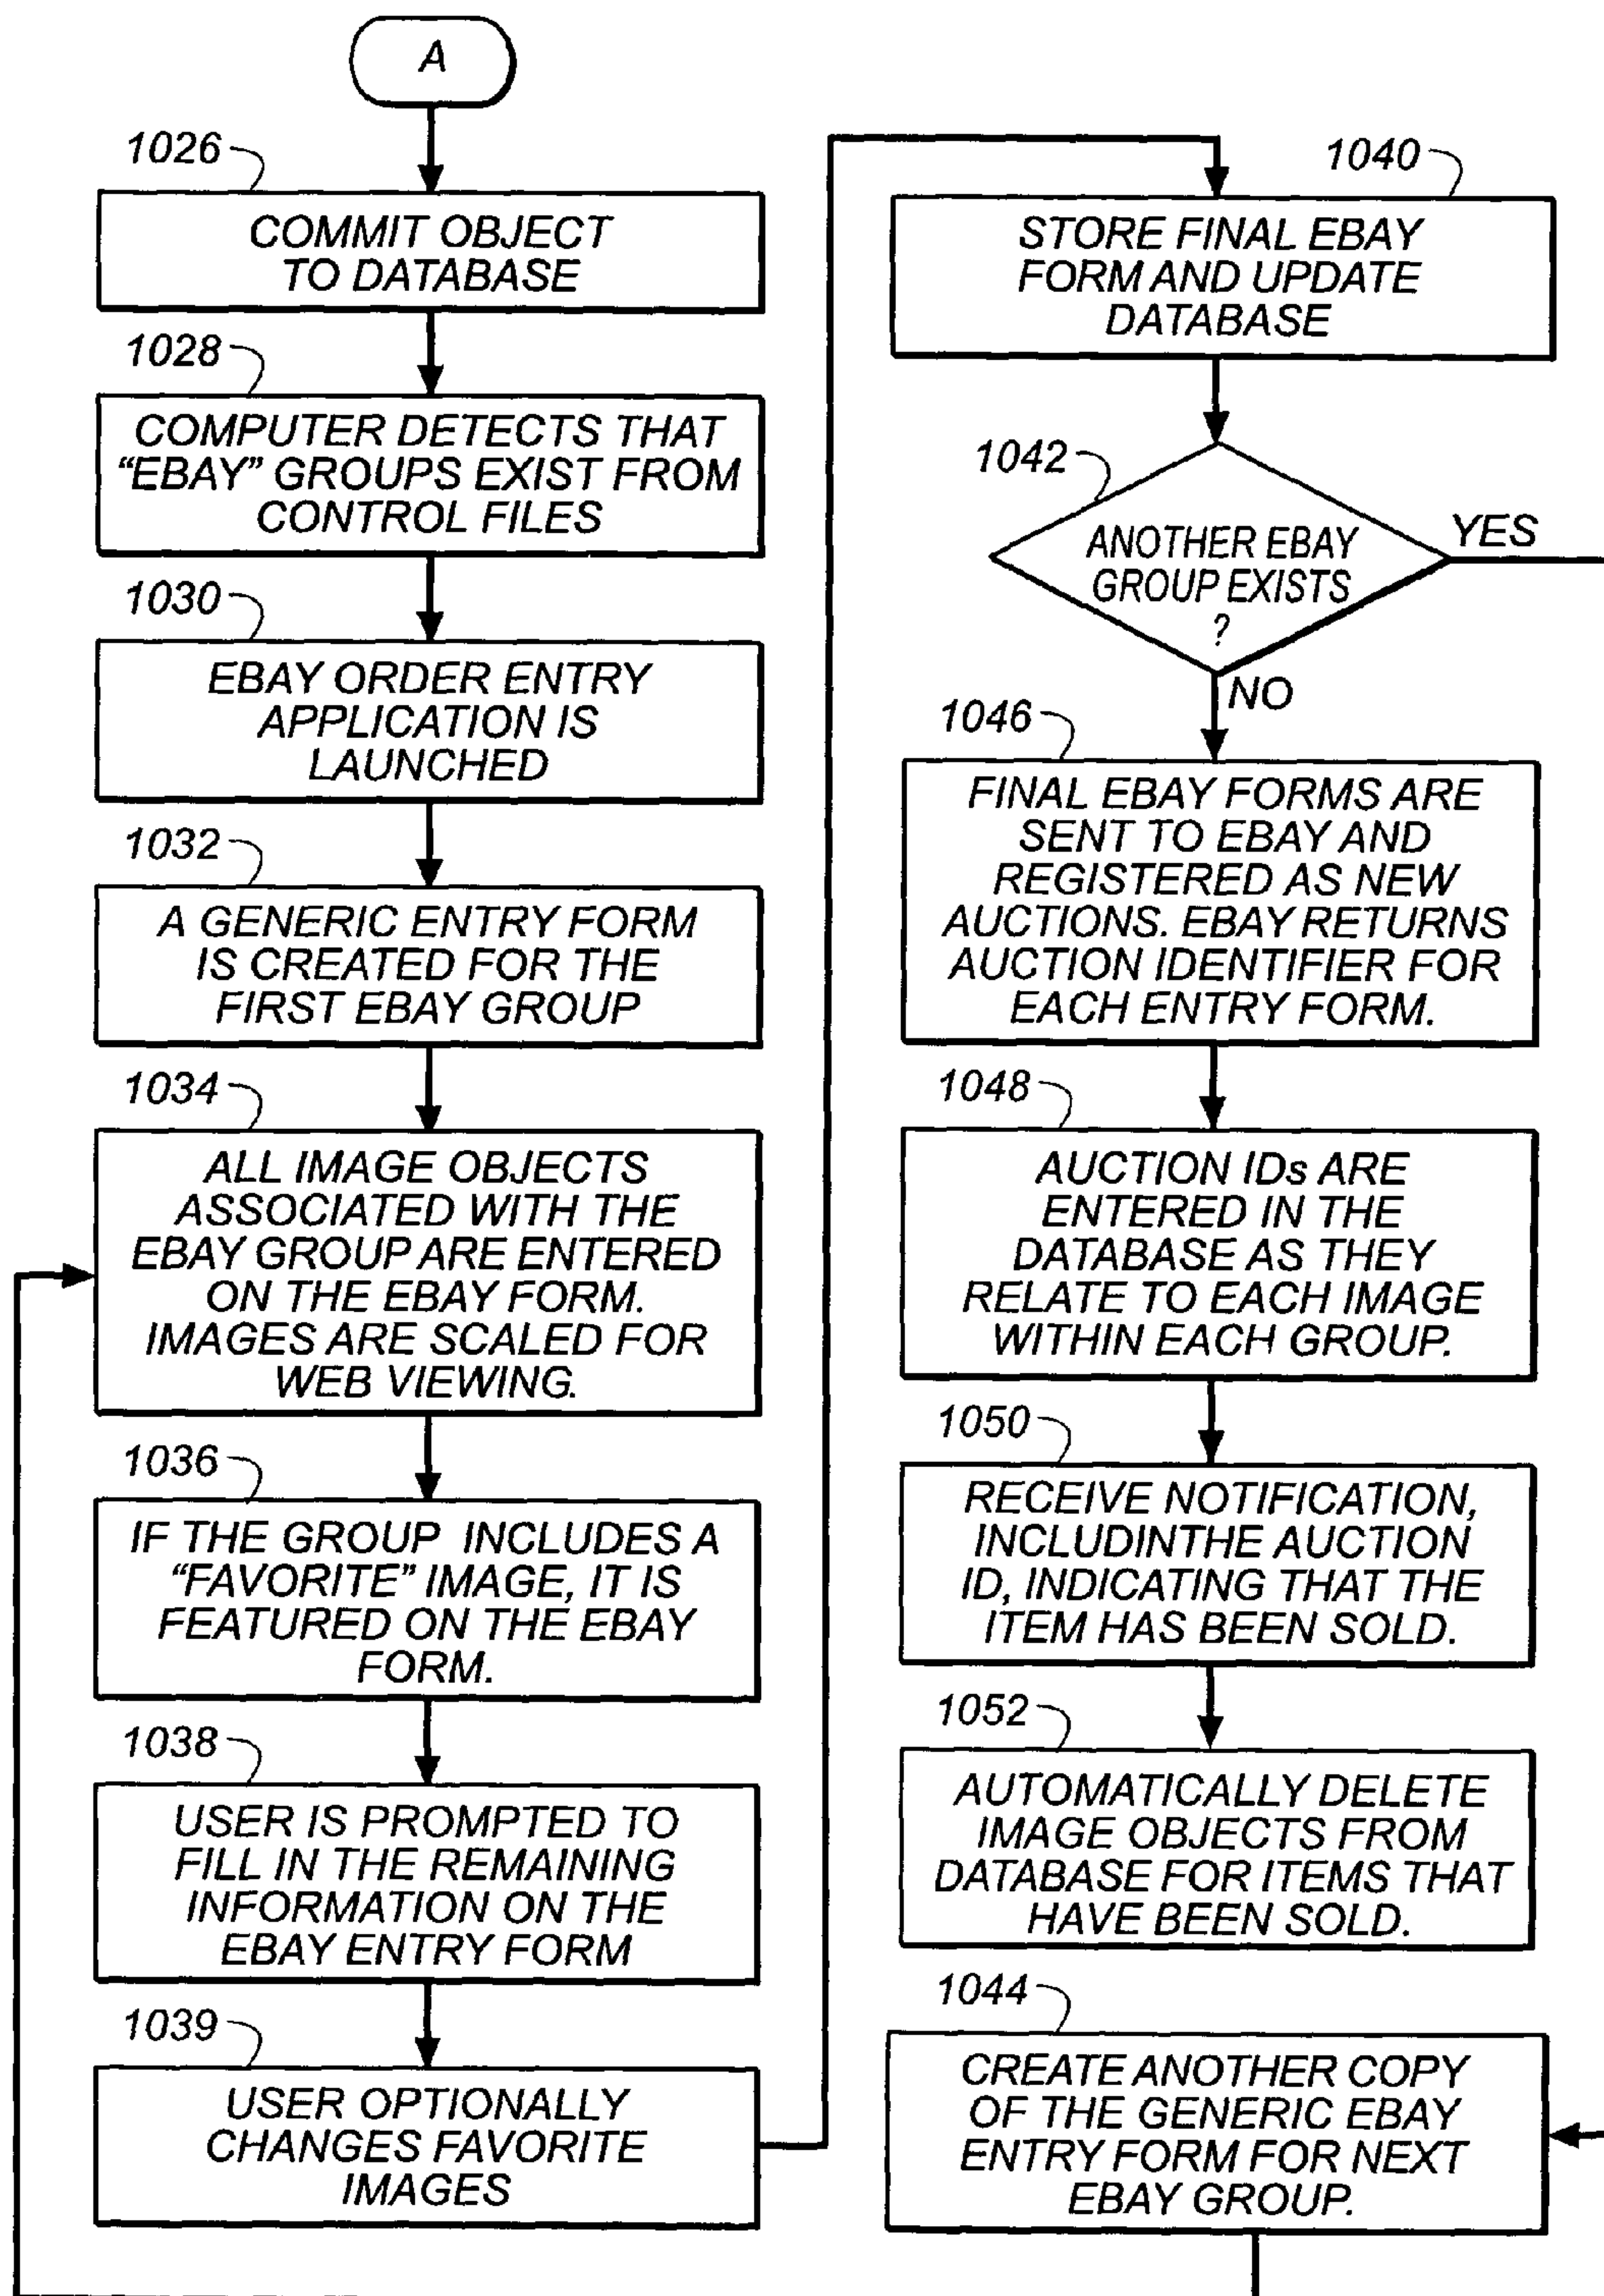 A
1026
COMMIT OBJECT
TO DATABASE
1028
COMPUTER DETECTS THAT
“EBAY” GROUPS EXIST FROM
CONTROL FILES
1030
EBAY ORDER ENTRY
APPLICATION IS
LAUNCHED
1032
A GENERIC ENTRY FORM
IS CREATED FOR THE
FIRST EBAY GROUP
1034
ALL IMAGE OBJECTS
ASSOCIATED WITH THE
EBAY GROUP ARE ENTERED
ON THE EBAY FORM.
IMAGES ARE SCALED FOR
WEB VIEWING.
1036
IF THE GROUP INCLUDES A
“FAVORITE” IMAGE, IT IS
FEATURED ON THE EBAY
FORM.
1038
USER IS PROMPTED TO
FILL IN THE REMAINING
INFORMATION ON THE
EBAY ENTRY FORM
1039
USER OPTIONALLY
CHANGES FAVORITE
IMAGES
1040
STORE FINAL EBAY
FORM AND UPDATE
DATABASE
1042
ANOTHER EBAY
GROUP EXISTS
?
YES
NO
1046
FINAL EBAY FORMS ARE
SENT TO EBAY AND
REGISTERED AS NEW
AUCTIONS. EBAY RETURNS
AUCTION IDENTIFIER FOR
EACH ENTRY FORM.
1048
AUCTION IDs ARE
ENTERED IN THE
DATABASE AS THEY
RELATE TO EACH IMAGE
WITHIN EACH GROUP.
1050
RECEIVE NOTIFICATION,
INCLUDINTHE AUCTION
ID, INDICATING THAT THE
ITEM HAS BEEN SOLD.
1052
AUTOMATICALLY DELETE
IMAGE OBJECTS FROM
DATABASE FOR ITEMS THAT
HAVE BEEN SOLD.
1044
CREATE ANOTHER COPY
OF THE GENERIC EBAY
ENTRY FORM FOR NEXT
EBAY GROUP.